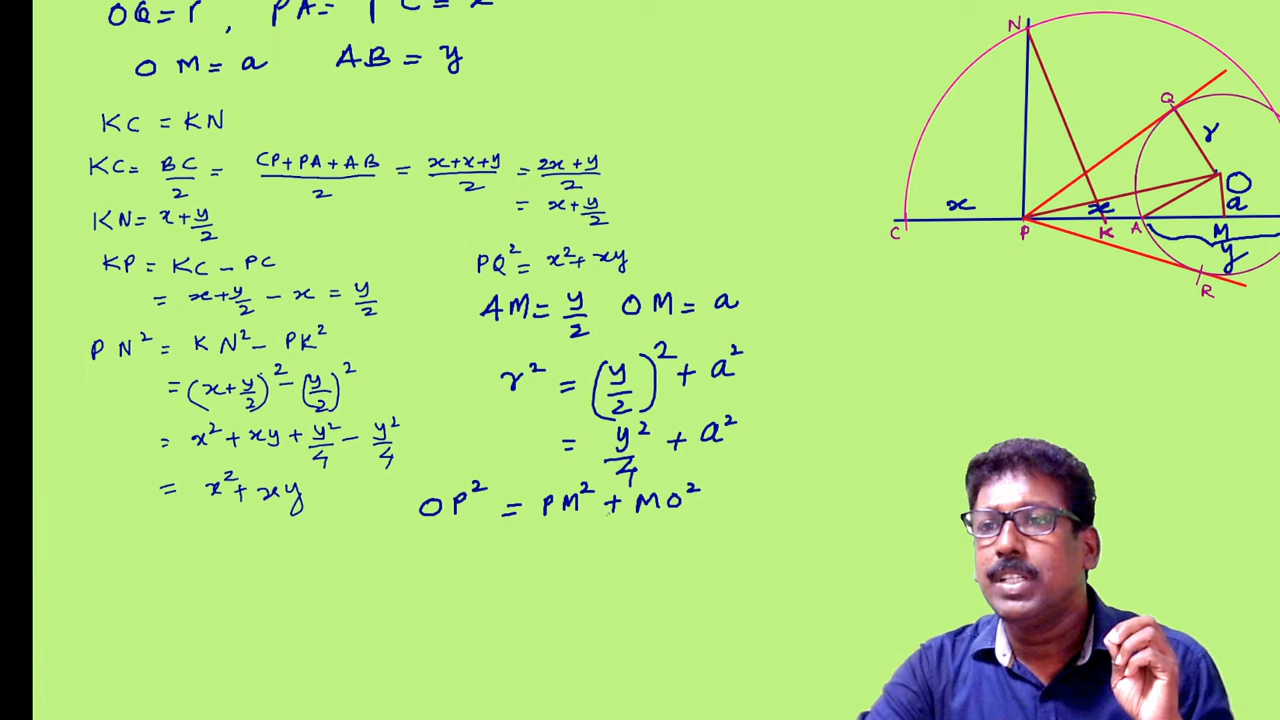 OQ = r, PA = PC = x
OM = a AB = y
KC = KN
KC = BC/2 = (CP+PA+AB)/2 = (x+x+y)/2 = (2x+y)/2
= x+y/2
KN = x+y/2
KP = KC - PC
= x+y/2 - x = y/2
PN² = KN² - PK²
= (x+y/2)² - (y/2)²
= x² + xy + y²/4 - y²/4
= x² + xy
PQ² = x² + xy
AM = y/2 OM = a
r² = (y/2)² + a²
= y²/4 + a²
OP² = PM² + MO²
N
Q
r
O
a
x
x
C
P
K
A
M
y
R